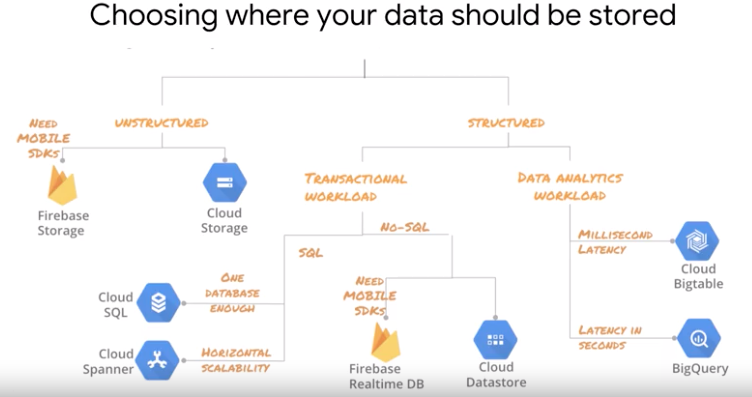 Choosing where your data should be stored
NEED
MOBILE
SDKS
UNSTRUCTURED
STRUCTURED
Firebase
Storage
Cloud
Storage
TRANSACTIONAL
WORKLOAD
DATA ANALYTICS
WORKLOAD
SQL
NO-SQL
MILLISECOND
LATENCY
Cloud
Bigtable
Cloud
SQL
ONE
DATABASE
ENOUGH
NEED
MOBILE
SDKS
Cloud
Spanner
HORIZONTAL
SCALABILITY
Firebase
Realtime DB
Cloud
Datastore
LATENCY IN
SECONDS
BigQuery